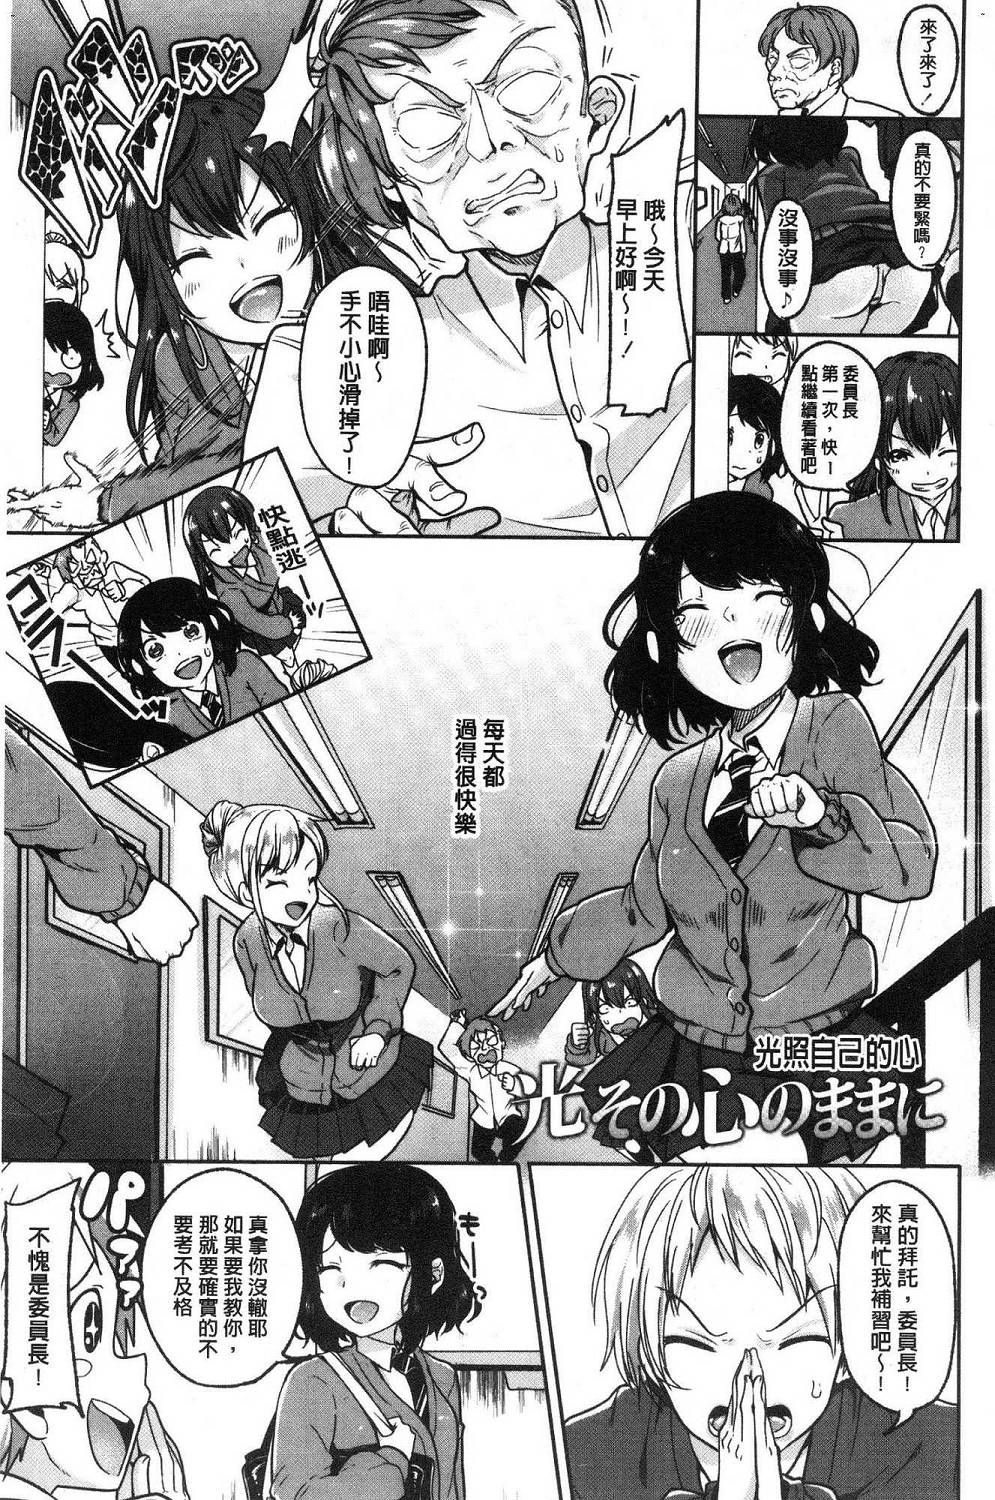 來了來了！
真的不要緊嗎？
沒事沒事♪
委員長
第一次，快
點繼續看著吧
哦～今天
早上好啊～！
唔哇啊～
手不小心滑掉了！
快點逃
每天都
過得很快樂
光照自己的心
光その心のままに
真的拜託，委員長！
來幫忙我補習吧～！
も～っ？
真拿你沒轍耶
如果要我教你，
那就要確實的不
要考不及格
不愧是委員長！